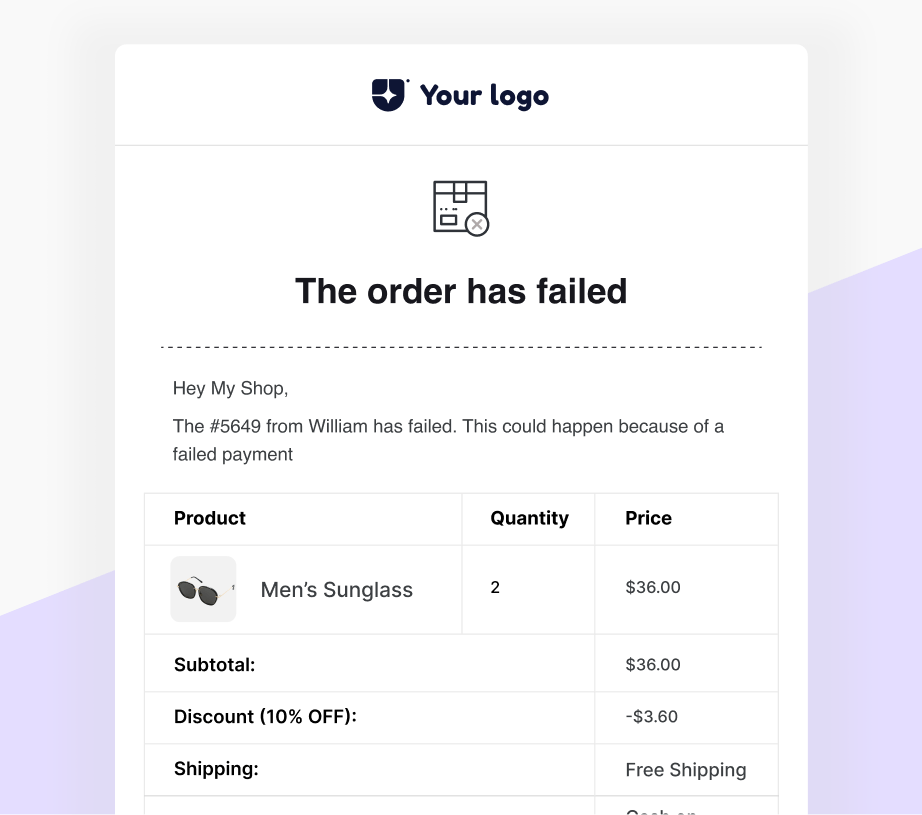 Your logo
The order has failed
Hey My Shop,
The #5649 from William has failed. This could happen because of a
failed payment
Product Quantity Price
Men’s Sunglass 2 $36.00
Subtotal: $36.00
Discount (10% OFF): -$3.60
Shipping: Free Shipping